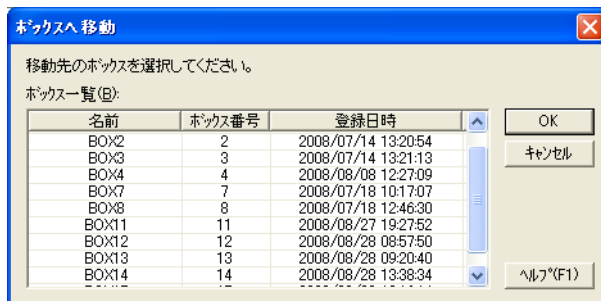 ボックスへ移動
移動先のボックスを選択してください。
ボックス一覧(B):
名前 ボックス番号 登録日時
BOX2 2 2008/07/14 13:20:54
BOX3 3 2008/07/14 13:21:13
BOX4 4 2008/08/08 12:27:09
BOX7 7 2008/07/18 10:17:07
BOX8 8 2008/07/18 12:46:30
BOX11 11 2008/08/27 19:27:52
BOX12 12 2008/08/28 08:57:50
BOX13 13 2008/08/28 09:20:40
BOX14 14 2008/08/28 13:38:34
OK
キャンセル
ヘルプ(F1)